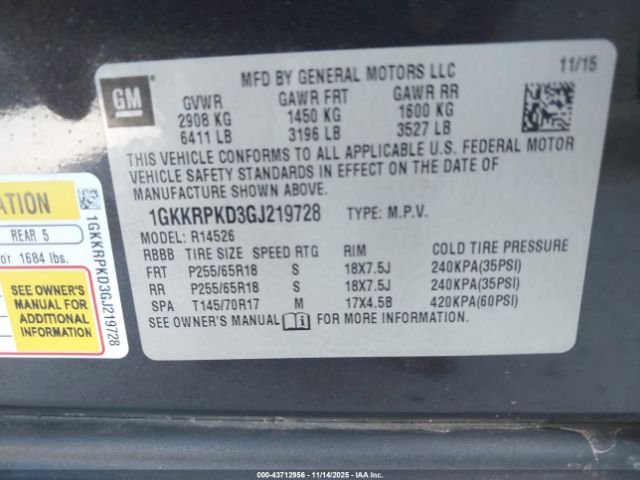 GM
MFD BY GENERAL MOTORS LLC 11/15
GVWR GAWR FRT GAWR RR
2908 KG 1450 KG 1600 KG
6411 LB 3196 LB 3527 LB
THIS VEHICLE CONFORMS TO ALL APPLICABLE U.S. FEDERAL MOTOR
VEHICLE SAFETY STANDARDS IN EFFECT ON THE DATE OF
MANUFACTURE SHOWN ABOVE.
1GKKRPKD3GJ219728 TYPE: M.P.V.
MODEL: R14526
RBBB TIRE SIZE SPEED RTG RIM COLD TIRE PRESSURE
FRT P255/65R18 S 18X7.5J 240KPA(35PSI)
RR P255/65R18 S 18X7.5J 240KPA(35PSI)
SPA T145/70R17 M 17X4.5B 420KPA(60PSI)
SEE OWNER'S MANUAL FOR MORE INFORMATION.
ATION
REAR 5
or 1684 lbs.
SEE OWNER'S
MANUAL FOR
ADDITIONAL
INFORMATION
1GKKRPKD3GJ219728
000-43712956 - 11/14/2025 - IAA, Inc.